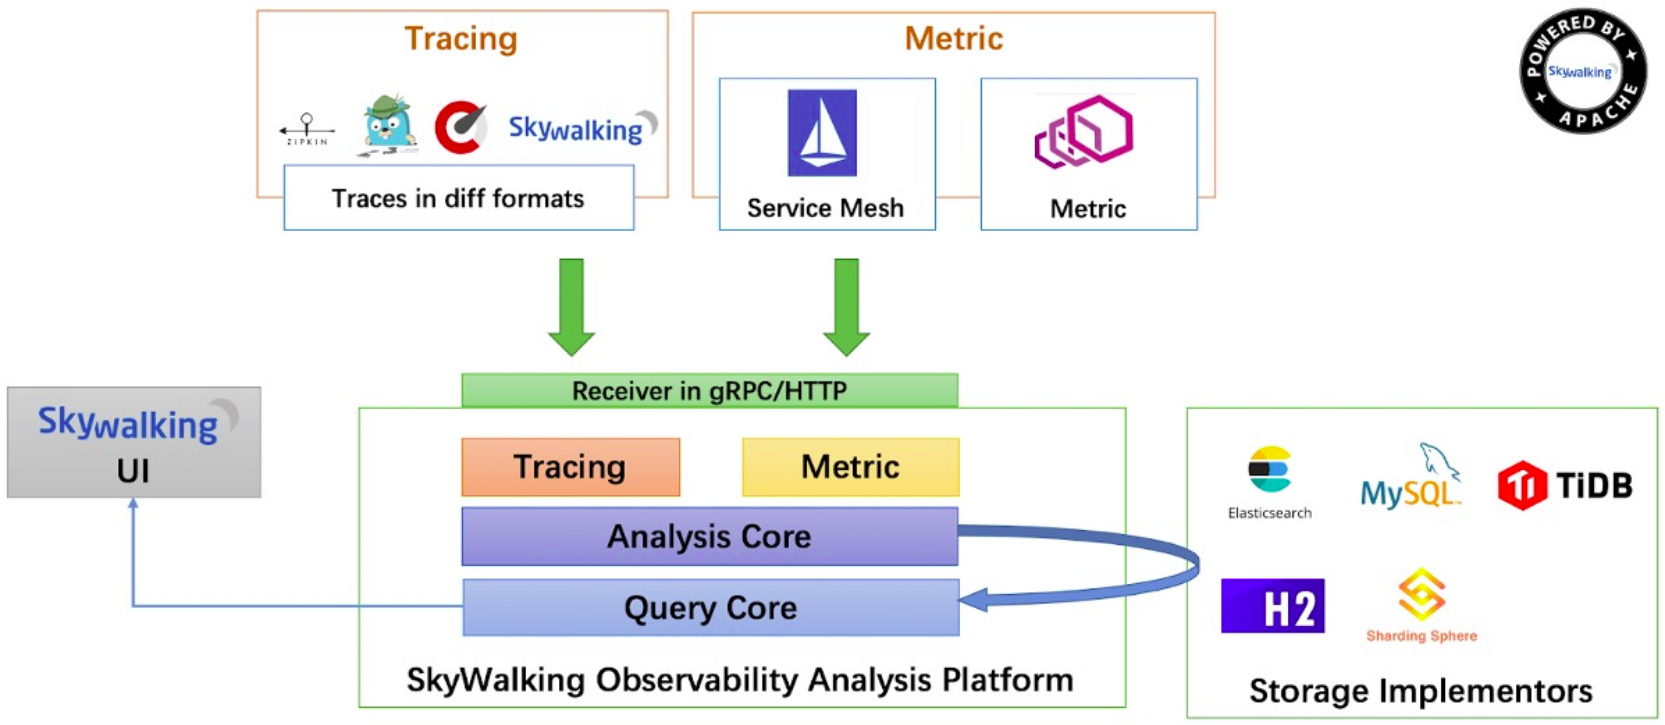 Tracing
Metric
POWERED BY
Skywalking
APACHE
ZIPKIN
Skywalking
Traces in diff formats
Service Mesh
Metric
Receiver in gRPC/HTTP
Skywalking
UI
Tracing
Metric
Analysis Core
Query Core
SkyWalking Observability Analysis Platform
Elasticsearch
MySQL
TiDB
H2
Sharding Sphere
Storage Implementors